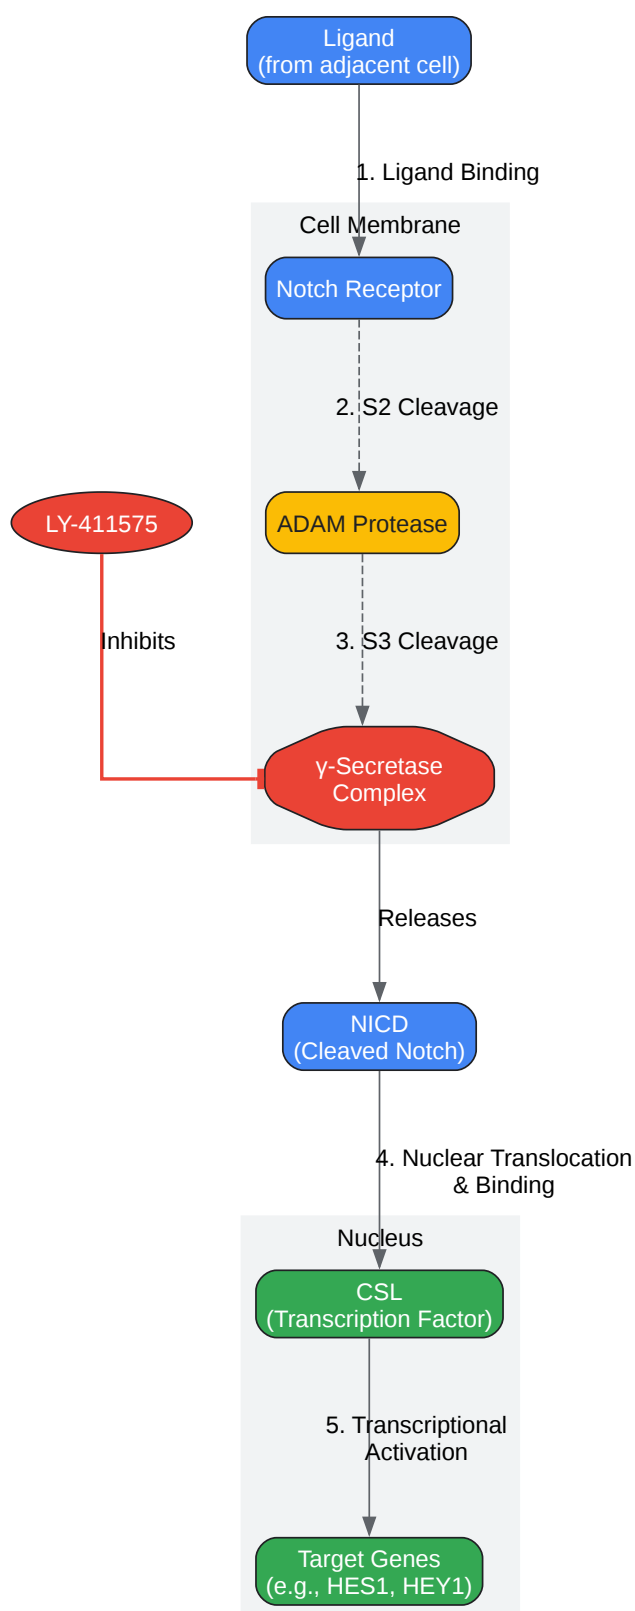 Ligand
(from adjacent cell)
1. Ligand Binding
Cell Membrane
Notch Receptor
2. S2 Cleavage
LY-411575
ADAM Protease
Inhibits
3. S3 Cleavage
γ-Secretase
Complex
Releases
NICD
(Cleaved Notch)
4. Nuclear Translocation
& Binding
Nucleus
CSL
(Transcription Factor)
5. Transcriptional
Activation
Target Genes
(e.g., HES1, HEY1)